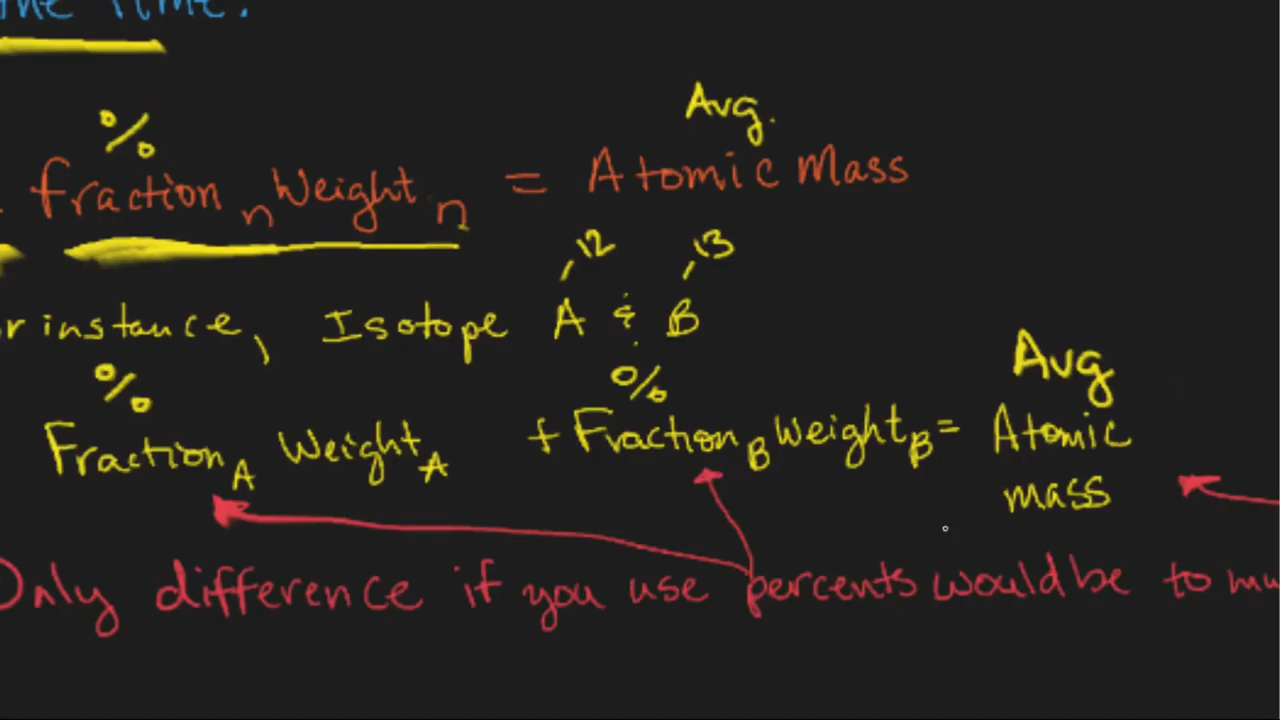 the Time.
% Avg.
fraction n Weight n = Atomic Mass
12 13
r instance, Isotope A & B
% % Avg
Fraction A Weight A + Fraction B Weight B = Atomic
mass
Only difference if you use percents would be to mu